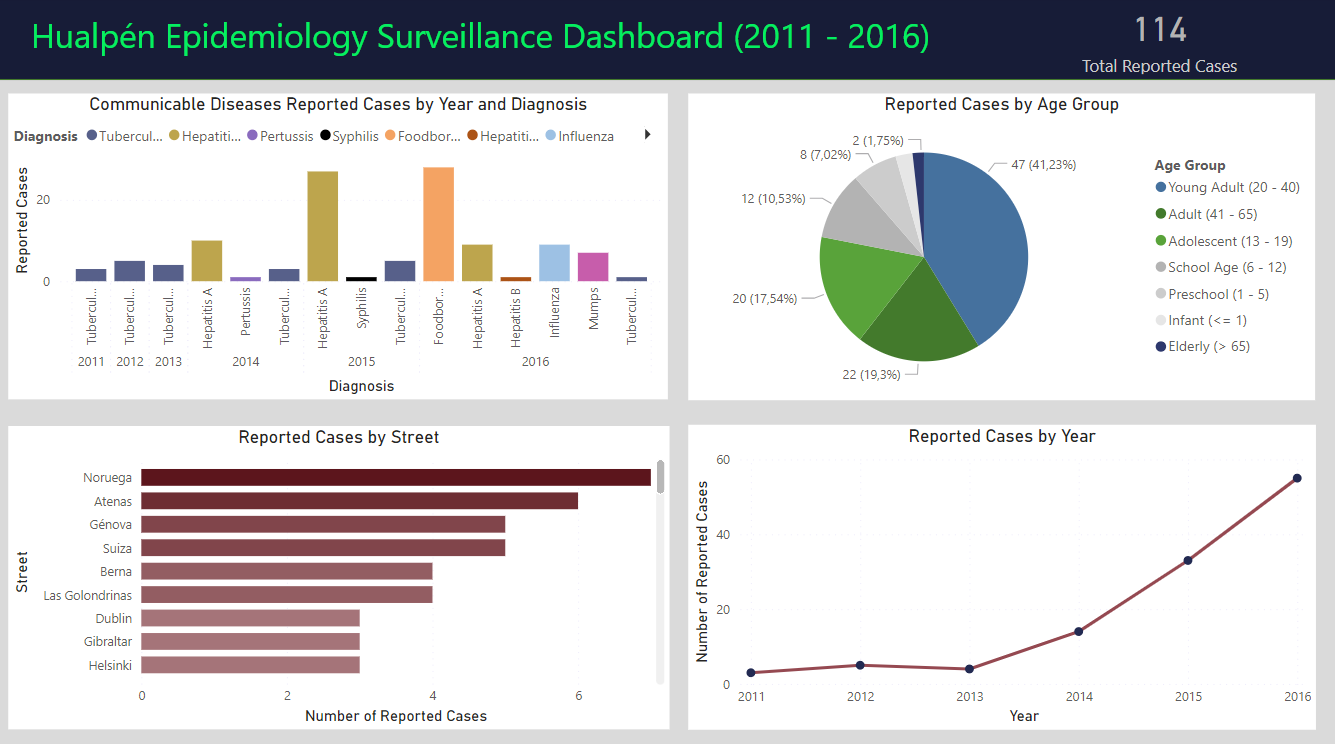 Hualpén Epidemiology Surveillance Dashboard (2011 - 2016)
114
Total Reported Cases
Communicable Diseases Reported Cases by Year and Diagnosis
Diagnosis Tubercul... Hepatiti... Pertussis Syphilis Foodbor... Hepatiti... Influenza
Reported Cases
20
0
Tubercul... Tubercul... Tubercul... Hepatitis A Pertussis Tubercul... Hepatitis A Syphilis Tubercul... Foodbor... Hepatitis A Hepatitis B Influenza Mumps Tubercul...
2011 2012 2013 2014 2015 2016
Diagnosis
Reported Cases by Age Group
2 (1,75%)
8 (7,02%)
47 (41,23%)
12 (10,53%)
20 (17,54%)
22 (19,3%)
Age Group
Young Adult (20 - 40)
Adult (41 - 65)
Adolescent (13 - 19)
School Age (6 - 12)
Preschool (1 - 5)
Infant (<= 1)
Elderly (> 65)
Reported Cases by Street
Street
Noruega
Atenas
Génova
Suiza
Berna
Las Golondrinas
Dublin
Gibraltar
Helsinki
0 2 4 6
Number of Reported Cases
Reported Cases by Year
Number of Reported Cases
60
40
20
0
2011 2012 2013 2014 2015 2016
Year